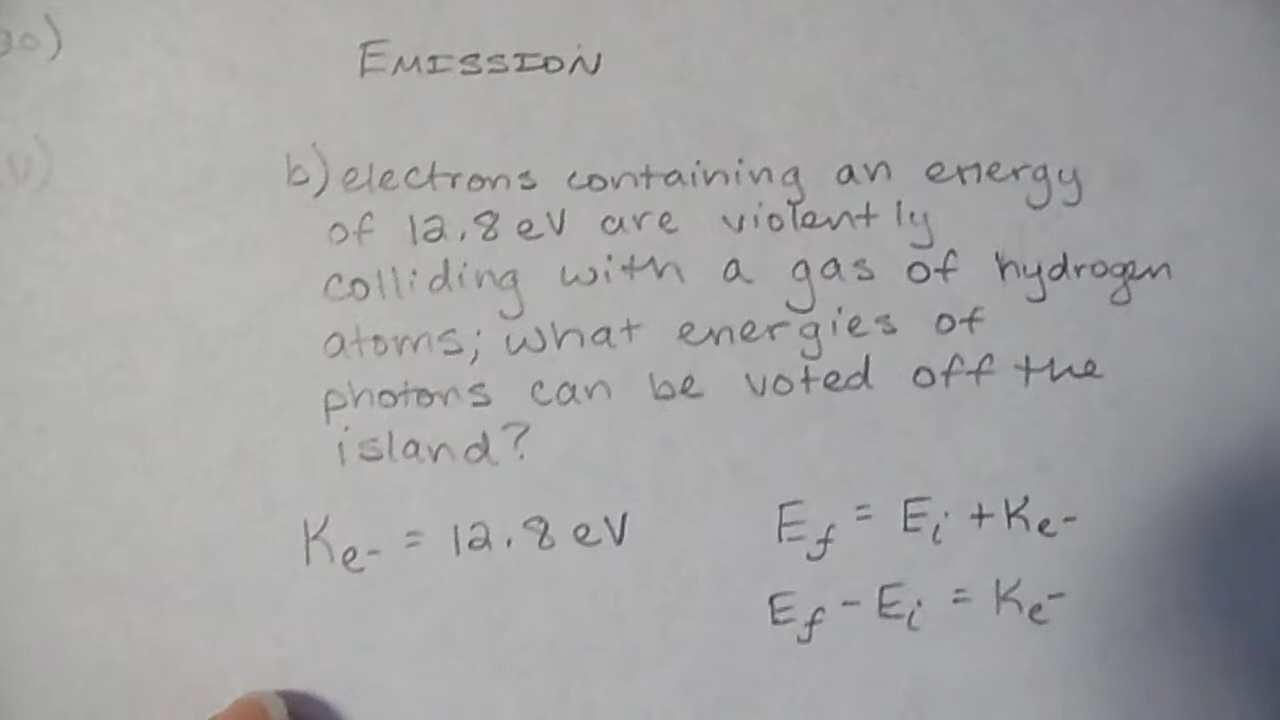 EMISSION
b) electrons containing an energy
of 12.8 eV are violently
colliding with a gas of hydrogen
atoms; what energies of
photons can be voted off the
island?
Ke- = 12.8 eV
Ef = Ei + Ke-
Ef - Ei = Ke-